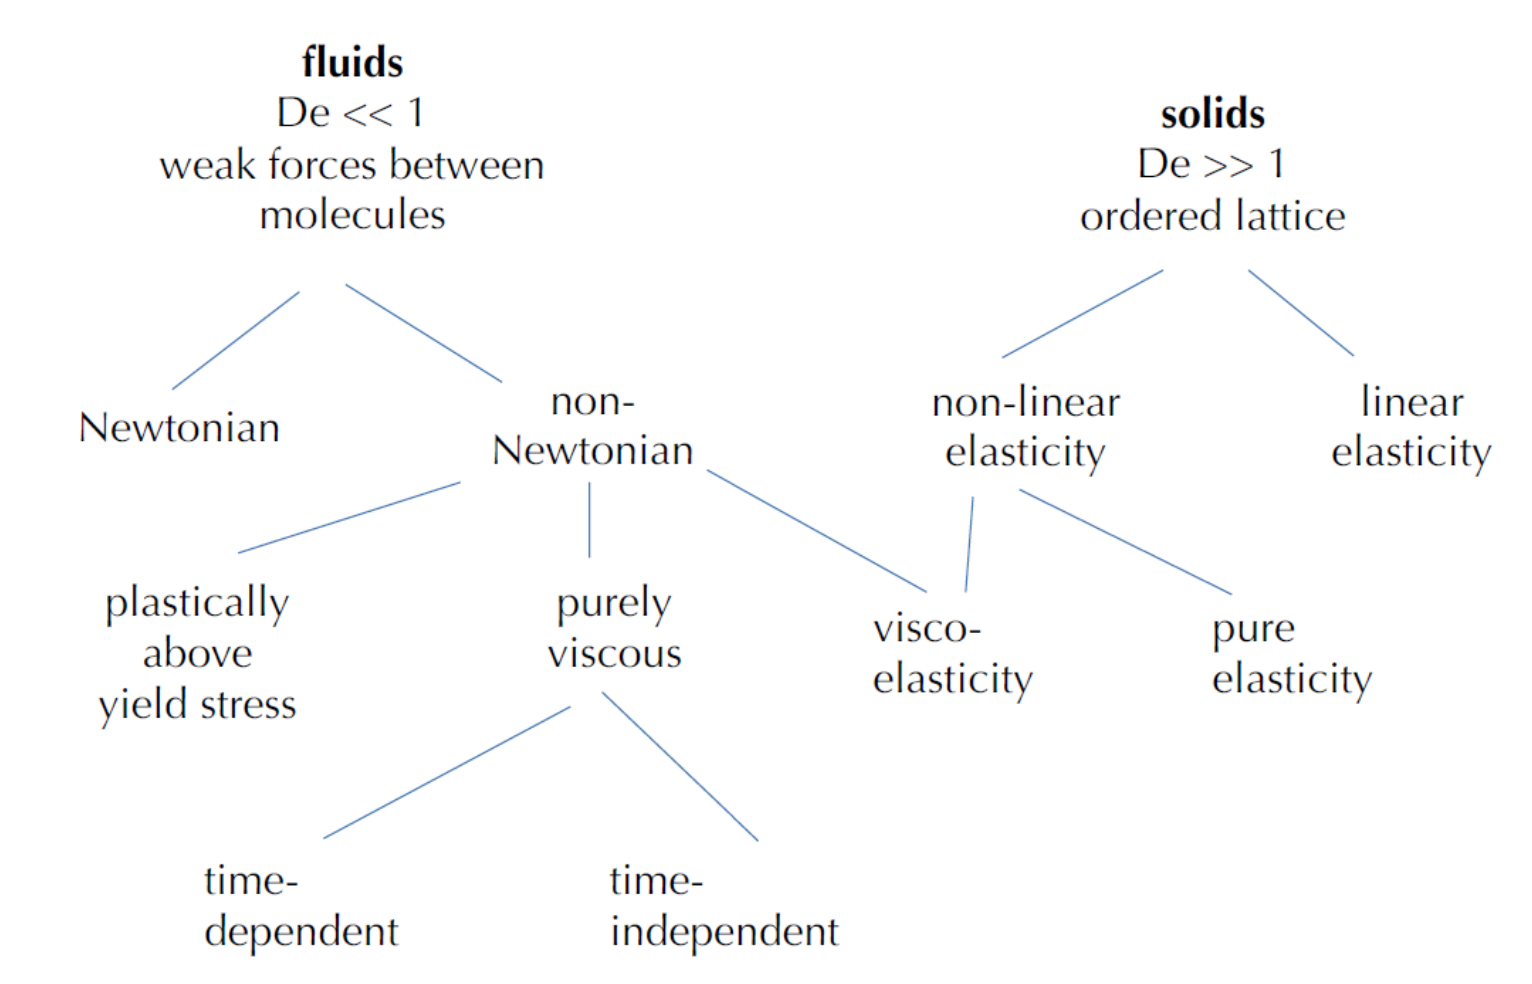 fluids
De << 1
weak forces between
molecules
solids
De >> 1
ordered lattice
Newtonian
non-
Newtonian
non-linear
elasticity
linear
elasticity
plastically
above
yield stress
purely
viscous
visco-
elasticity
pure
elasticity
time-
dependent
time-
independent